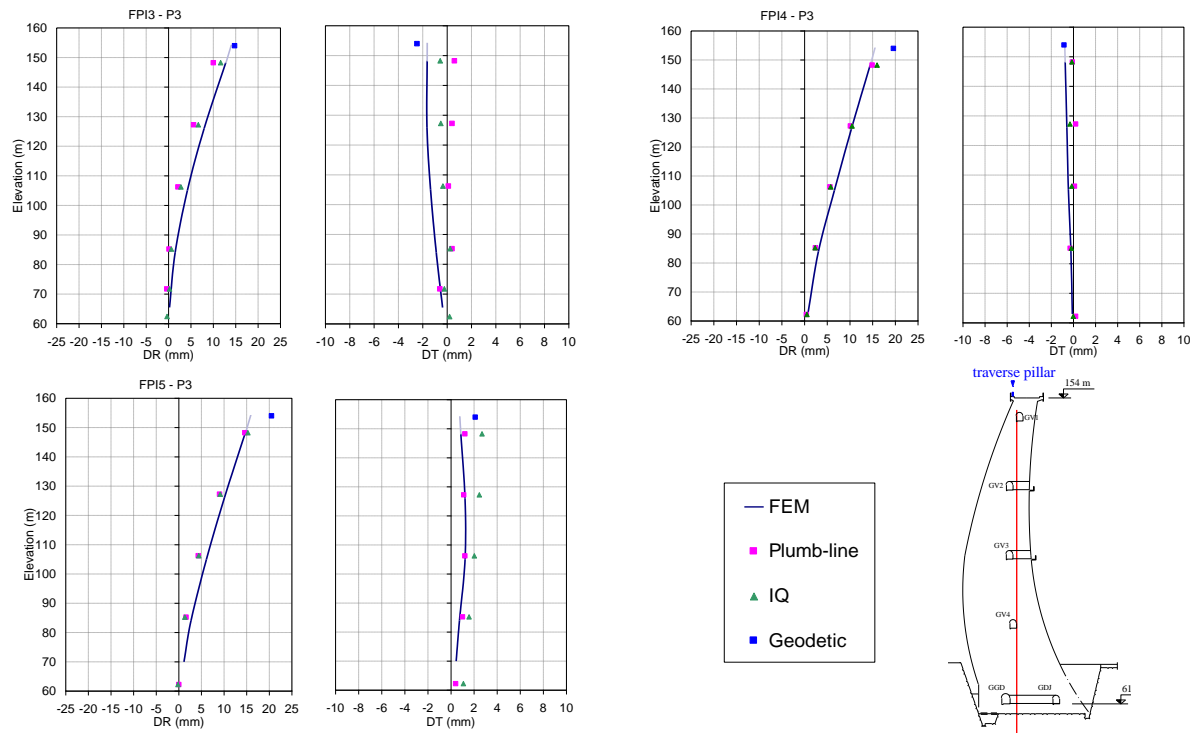 FPI3 - P3
160
150
140
130
120
110
100
90
80
70
60
Elevation (m)
-25 -20 -15 -10 -5 0 5 10 15 20 25
DR (mm)
-10 -8 -6 -4 -2 0 2 4 6 8 10
DT (mm)
FPI4 - P3
160
150
140
130
120
110
100
90
80
70
60
Elevation (m)
-25 -20 -15 -10 -5 0 5 10 15 20 25
DR (mm)
-10 -8 -6 -4 -2 0 2 4 6 8 10
DT (mm)
FPI5 - P3
160
150
140
130
120
110
100
90
80
70
60
Elevation (m)
-25 -20 -15 -10 -5 0 5 10 15 20 25
DR (mm)
-10 -8 -6 -4 -2 0 2 4 6 8 10
DT (mm)
FEM
Plumb-line
IQ
Geodetic
traverse pillar
154 m
GV1
GV2
GV3
GV4
GGD GDJ
61